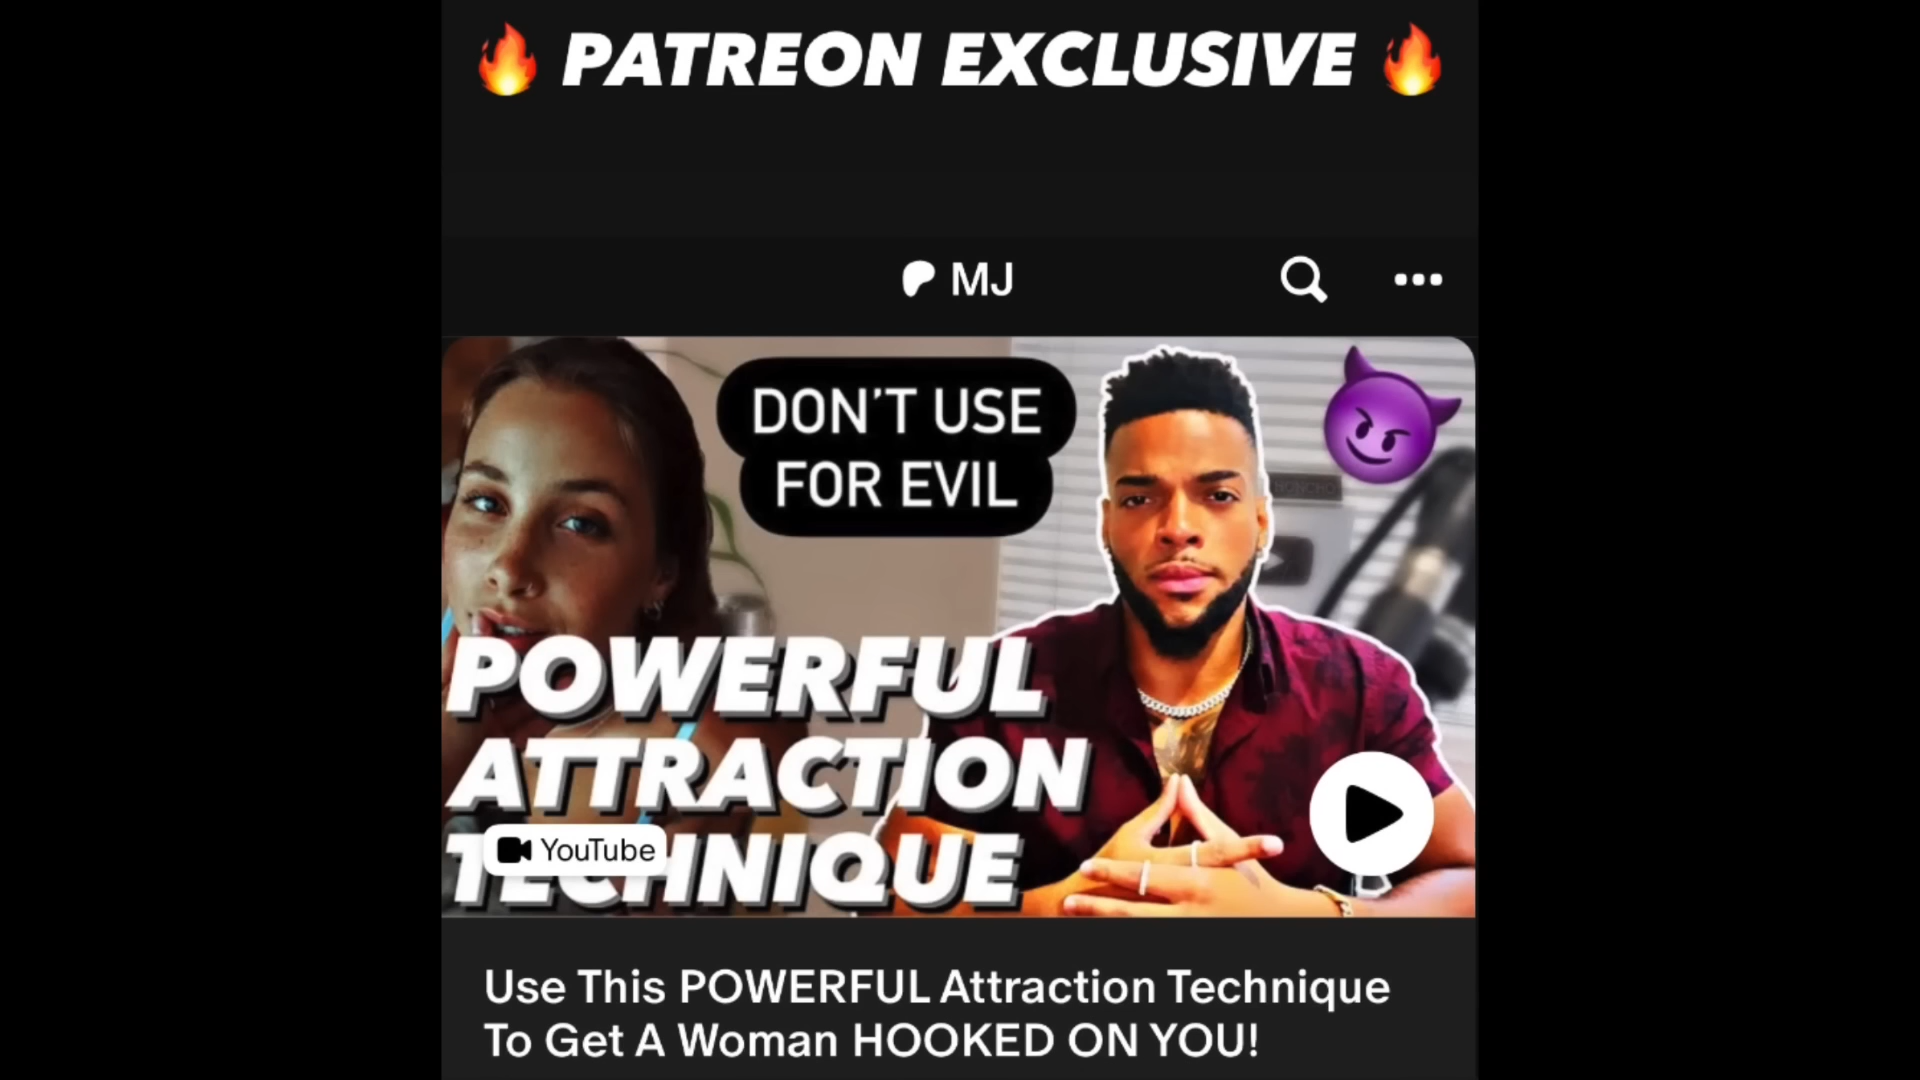 PATREON EXCLUSIVE
MJ
DON'T USE
FOR EVIL
POWERFUL
ATTRACTION
TECHNIQUE
YouTube
Use This POWERFUL Attraction Technique
To Get A Woman HOOKED ON YOU!